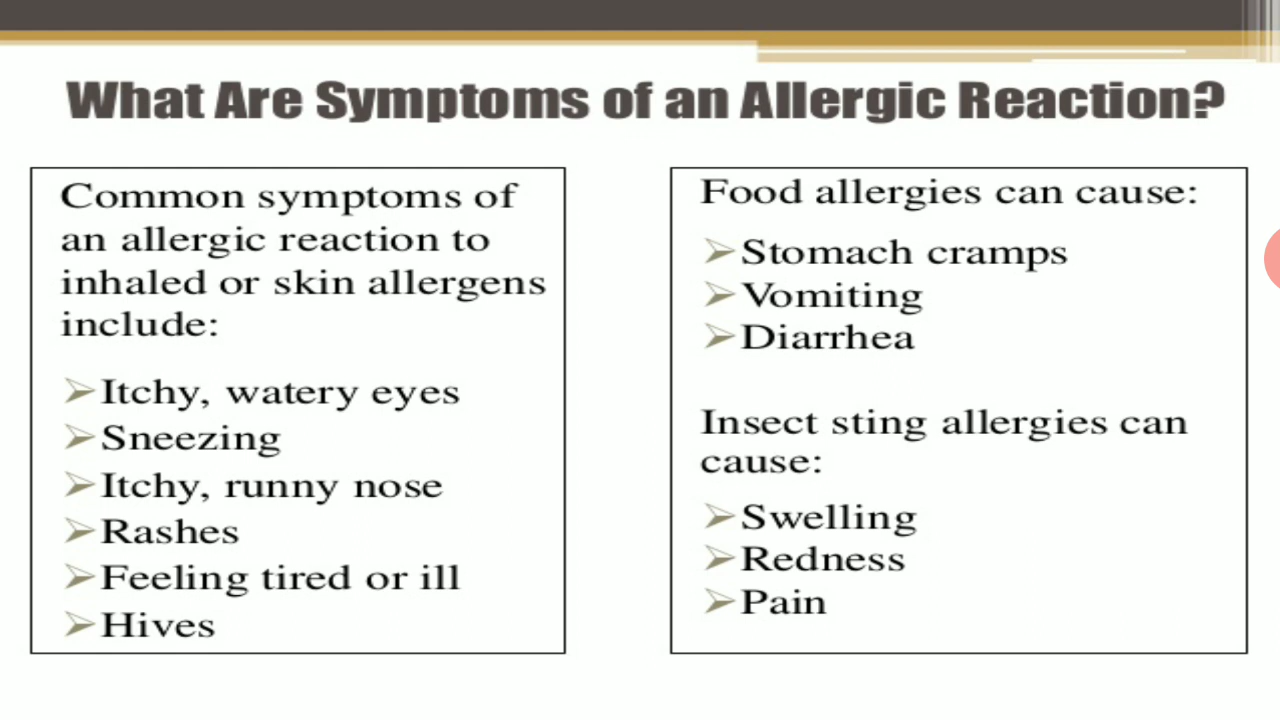 What Are Symptoms of an Allergic Reaction?
Common symptoms of
an allergic reaction to
inhaled or skin allergens
include:
Itchy, watery eyes
Sneezing
Itchy, runny nose
Rashes
Feeling tired or ill
Hives
Food allergies can cause:
Stomach cramps
Vomiting
Diarrhea
Insect sting allergies can
cause:
Swelling
Redness
Pain